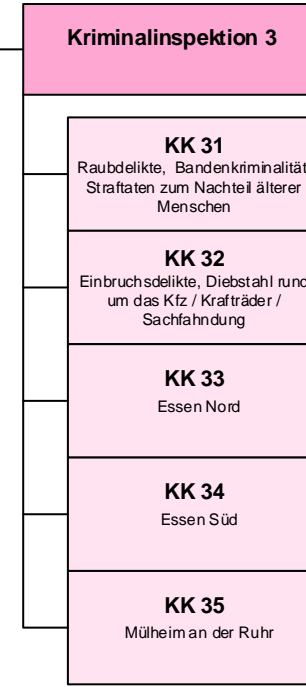 Kriminalinspektion 3
KK 31
Raubdelikte, Bandenkriminalität
Straftaten zum Nachteil älterer
Menschen
KK 32
Einbruchsdelikte, Diebstahl rund
um das Kfz / Krafträder /
Sachfahndung
KK 33
Essen Nord
KK 34
Essen Süd
KK 35
Mülheim an der Ruhr